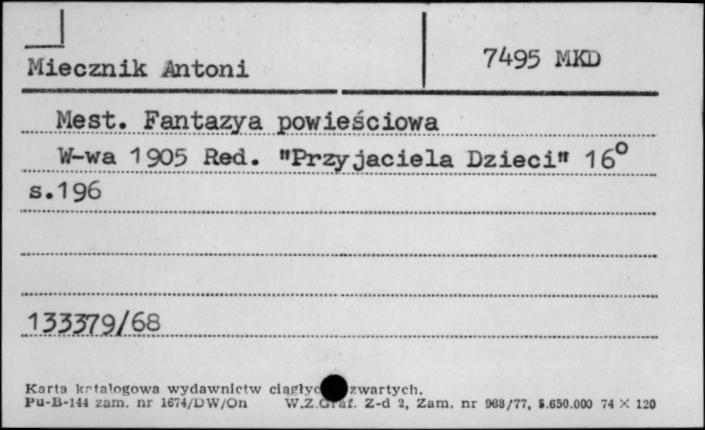 7495 MKD
Miecznik Antoni
Mest. Fantazya powieściowa
W-wa 1905 Red. "Przyjaciela Dzieci" 16°
s.196
133379/68
Karta katalogowa wydawnictw zwartych.
Pu-B-144 zam. nr 1674/DW/On W.Z.Graf. Z-d 2, Zam. nr 968/77, 5.650.000 74 × 120